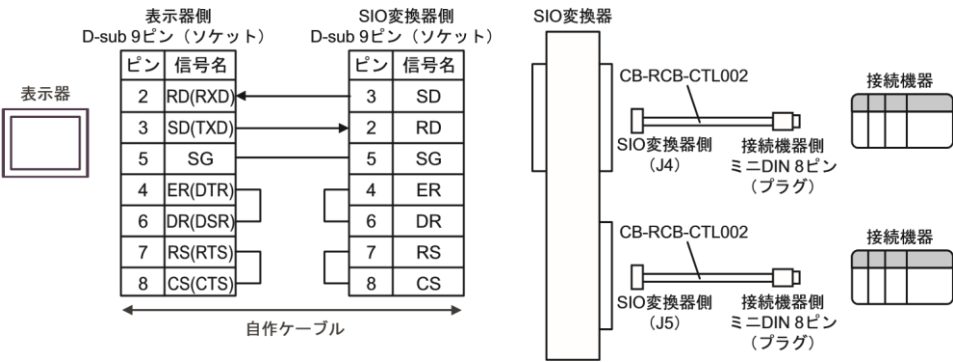 表示器側
D-sub 9ピン（ソケット）
SIO変換器側
D-sub 9ピン（ソケット）
SIO変換器
表示器
ピン 信号名
2 RD(RXD)
3 SD(TXD)
5 SG
4 ER(DTR)
6 DR(DSR)
7 RS(RTS)
8 CS(CTS)
ピン 信号名
3 SD
2 RD
5 SG
4 ER
6 DR
7 RS
8 CS
自作ケーブル
CB-RCB-CTL002
接続機器
SIO変換器側
（J4）
接続機器側
ミニDIN 8ピン
（プラグ）
CB-RCB-CTL002
接続機器
SIO変換器側
（J5）
接続機器側
ミニDIN 8ピン
（プラグ）